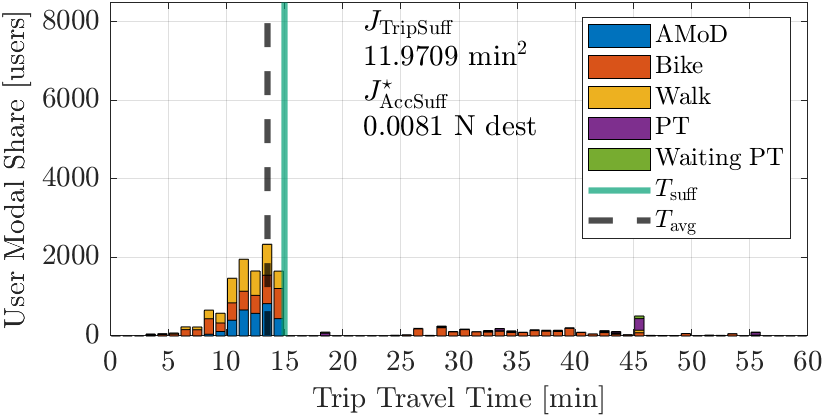 User Modal Share [users]
8000
6000
4000
2000
0
J_TripSuff
11.9709 min²
J*_AccSuff
0.0081 N dest
AMoD
Bike
Walk
PT
Waiting PT
T_suff
T_avg
0 5 10 15 20 25 30 35 40 45 50 55 60
Trip Travel Time [min]